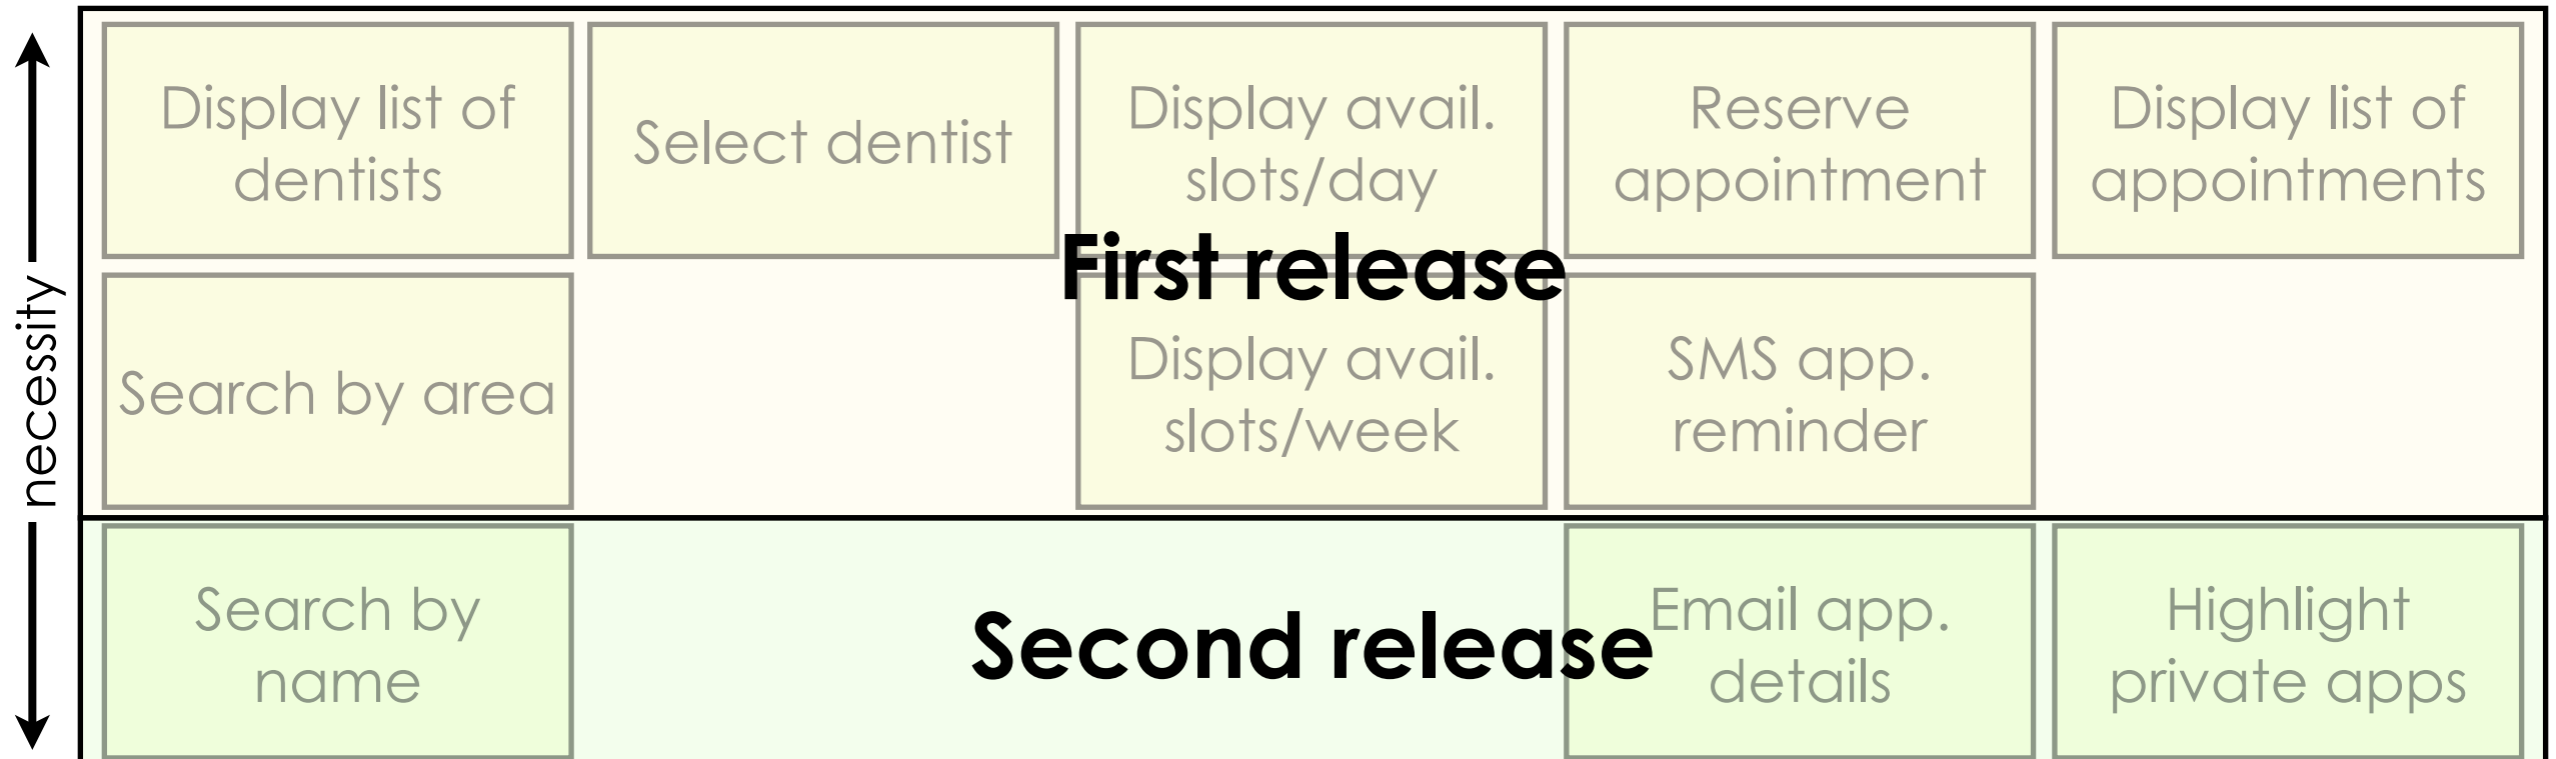 necessity
Display list of
dentists
Select dentist
Display avail.
slots/day
Reserve
appointment
Display list of
appointments
First release
Search by area
Display avail.
slots/week
SMS app.
reminder
Search by
name
Second release
Email app.
details
Highlight
private apps